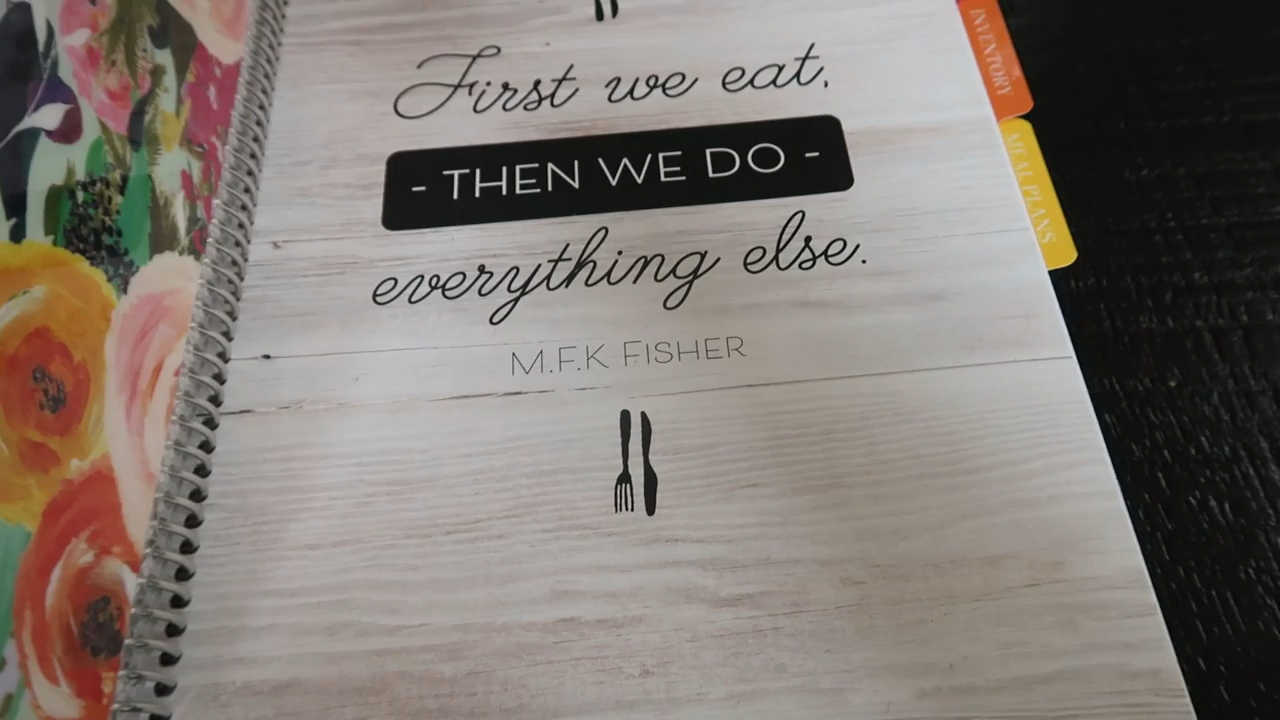 First we eat,
- THEN WE DO -
everything else.
M.F.K FISHER
INVENTORY
MEAL PLANS